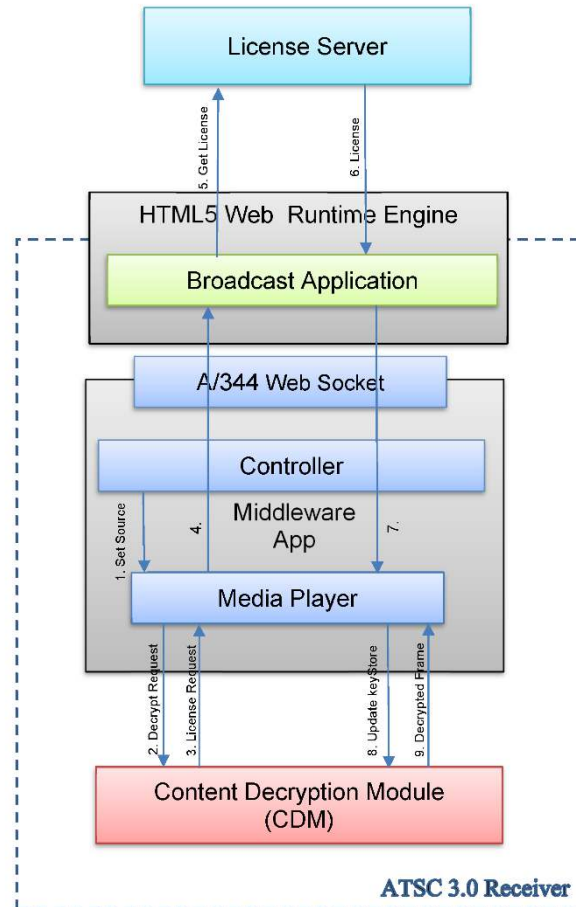 License Server
5. Get License
6. License
HTML5 Web Runtime Engine
Broadcast Application
A/344 Web Socket
Controller
1. Set Source
4.
Middleware
App
7.
Media Player
2. Decrypt Request
3. License Request
8. Update keyStore
9. Decrypted Frame
Content Decryption Module
(CDM)
ATSC 3.0 Receiver